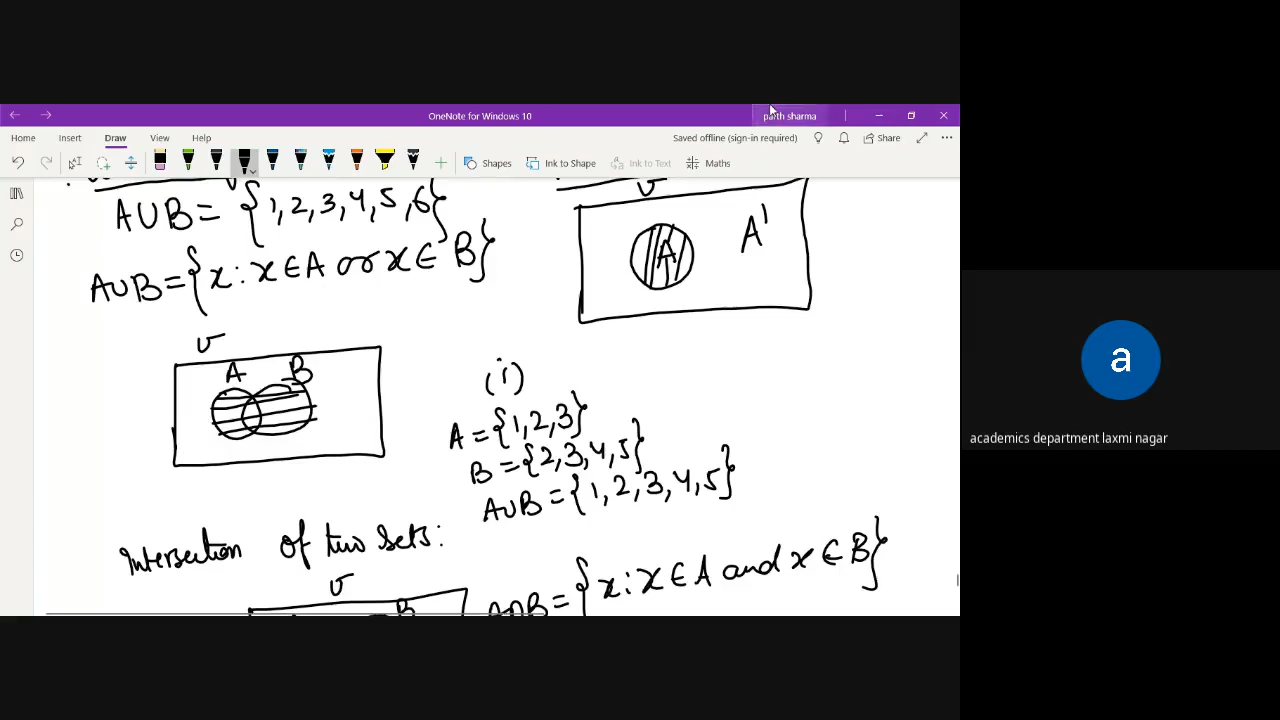 OneNote for Windows 10
parth sharma
Home Insert Draw View Help
Saved offline (sign-in required) Share
Shapes Ink to Shape Ink to Text Maths
A∪B = {1, 2, 3, 4, 5, 6}
A∪B = {x : x ∈ A or x ∈ B}
U
A'
A
U
A B
(i)
A = {1, 2, 3}
B = {2, 3, 4, 5}
A∪B = {1, 2, 3, 4, 5}
Intersection of two sets:
U
B
A∩B = {x : x ∈ A and x ∈ B}
a
academics department laxmi nagar